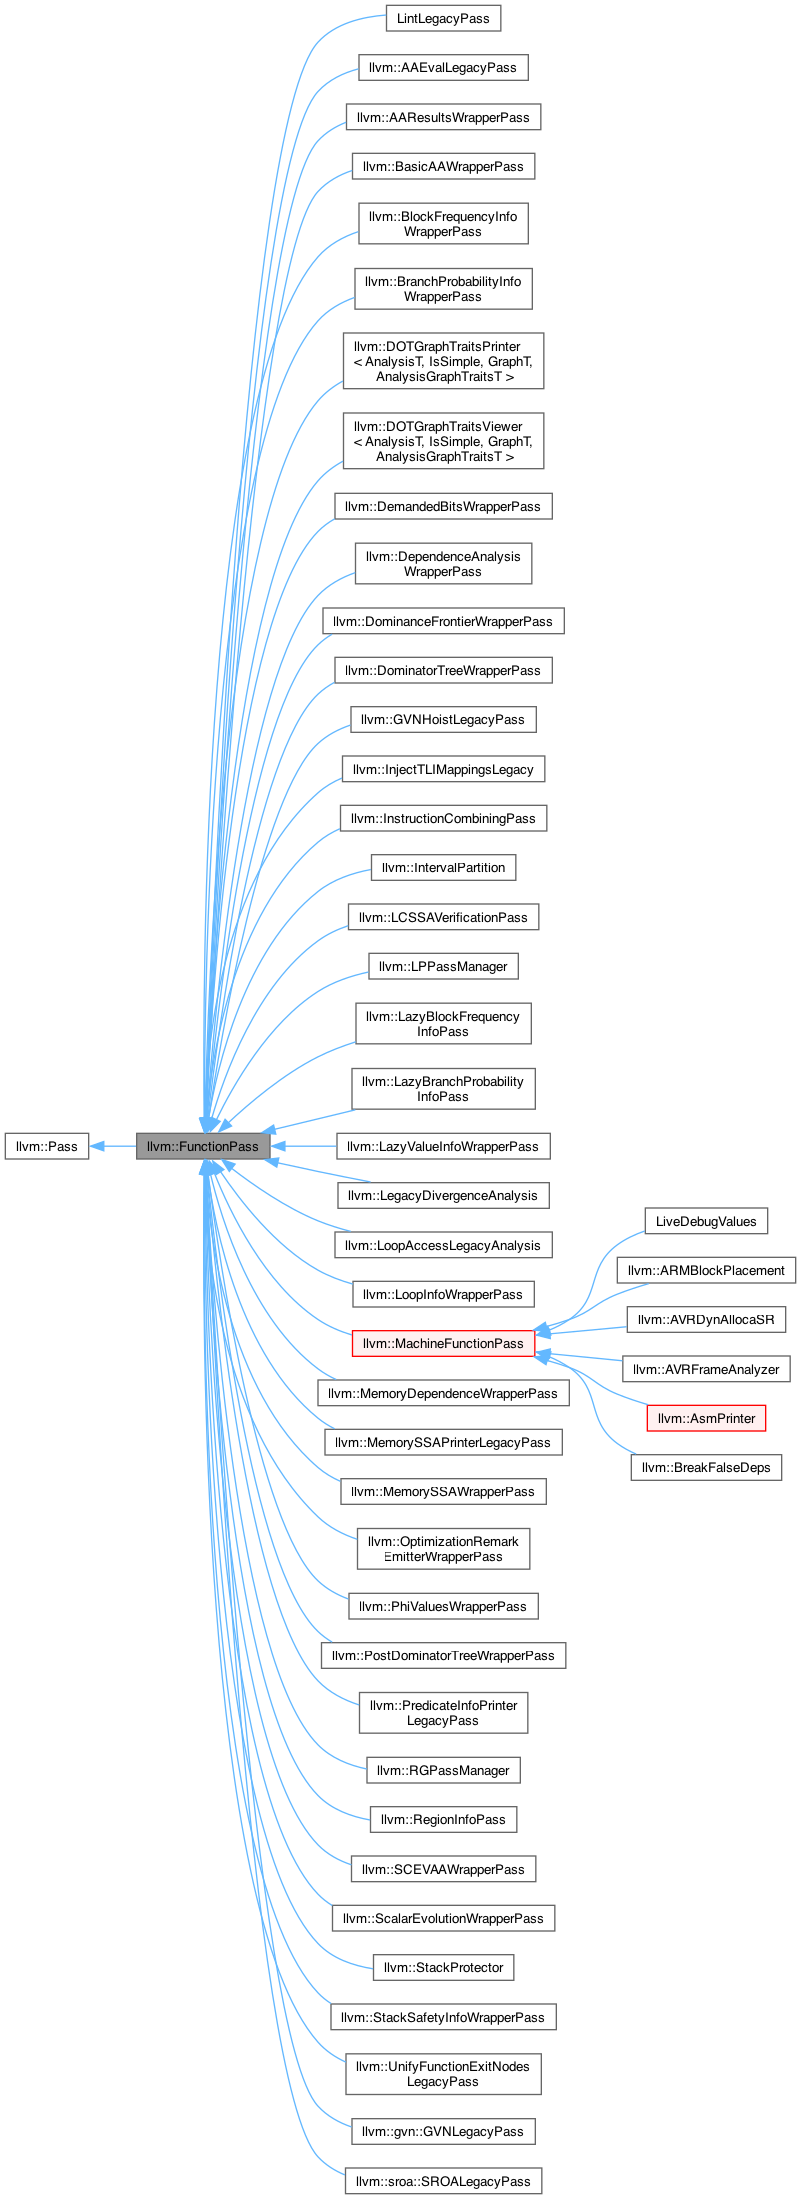 LintLegacyPass
llvm::AAEvalLegacyPass
llvm::AAResultsWrapperPass
llvm::BasicAAWrapperPass
llvm::BlockFrequencyInfo
WrapperPass
llvm::BranchProbabilityInfo
WrapperPass
llvm::DOTGraphTraitsPrinter
< AnalysisT, IsSimple, GraphT,
AnalysisGraphTraitsT >
llvm::DOTGraphTraitsViewer
< AnalysisT, IsSimple, GraphT,
AnalysisGraphTraitsT >
llvm::DemandedBitsWrapperPass
llvm::DependenceAnalysis
WrapperPass
llvm::DominanceFrontierWrapperPass
llvm::DominatorTreeWrapperPass
llvm::GVNHoistLegacyPass
llvm::InjectTLIMappingsLegacy
llvm::InstructionCombiningPass
llvm::IntervalPartition
llvm::LCSSAVerificationPass
llvm::LPPassManager
llvm::LazyBlockFrequency
InfoPass
llvm::LazyBranchProbability
InfoPass
llvm::Pass
llvm::FunctionPass
llvm::LazyValueInfoWrapperPass
llvm::LegacyDivergenceAnalysis
llvm::LoopAccessLegacyAnalysis
llvm::LoopInfoWrapperPass
llvm::MachineFunctionPass
LiveDebugValues
llvm::ARMBlockPlacement
llvm::AVRDynAllocaSR
llvm::AVRFrameAnalyzer
llvm::AsmPrinter
llvm::BreakFalseDeps
llvm::MemoryDependenceWrapperPass
llvm::MemorySSAPrinterLegacyPass
llvm::MemorySSAWrapperPass
llvm::OptimizationRemark
EmitterWrapperPass
llvm::PhiValuesWrapperPass
llvm::PostDominatorTreeWrapperPass
llvm::PredicateInfoPrinter
LegacyPass
llvm::RGPassManager
llvm::RegionInfoPass
llvm::SCEVAAWrapperPass
llvm::ScalarEvolutionWrapperPass
llvm::StackProtector
llvm::StackSafetyInfoWrapperPass
llvm::UnifyFunctionExitNodes
LegacyPass
llvm::gvn::GVNLegacyPass
llvm::sroa::SROALegacyPass